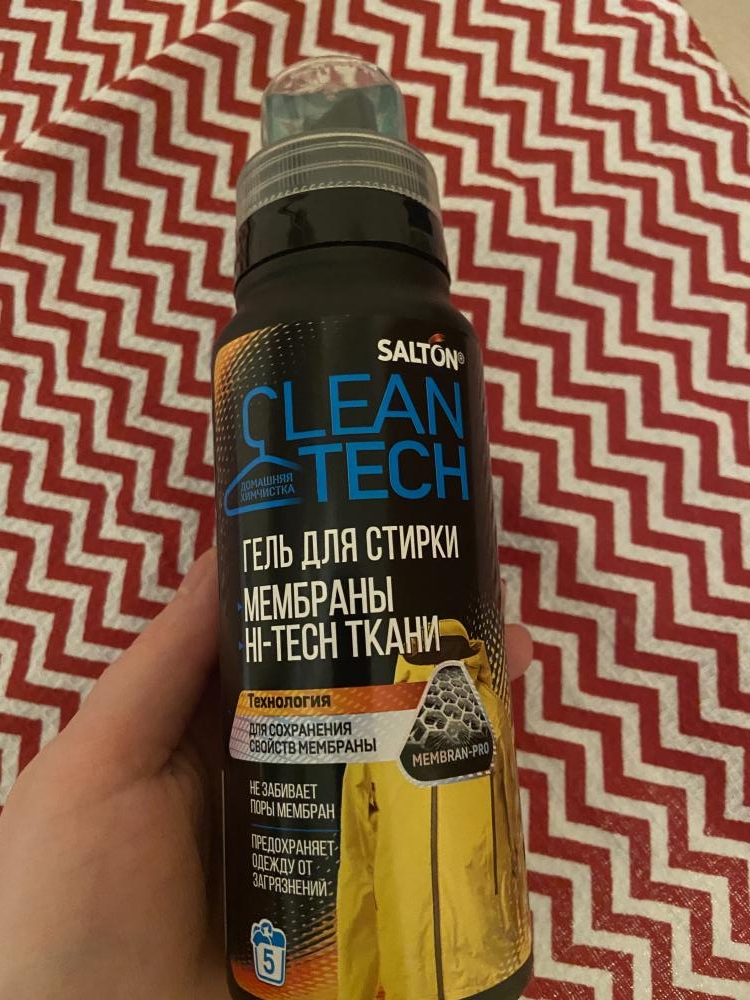 SALTON®
CLEAN
TECH
ДОМАШНЯЯ
ХИМЧИСТКА
ГЕЛЬ ДЛЯ СТИРКИ
МЕМБРАНЫ
HI-TECH ТКАНИ
Технология
ДЛЯ СОХРАНЕНИЯ
СВОЙСТВ МЕМБРАНЫ
MEMBRAN-PRO
НЕ ЗАБИВАЕТ
ПОРЫ МЕМБРАН
ПРЕДОХРАНЯЕТ
ОДЕЖДУ ОТ
ЗАГРЯЗНЕНИЙ
5